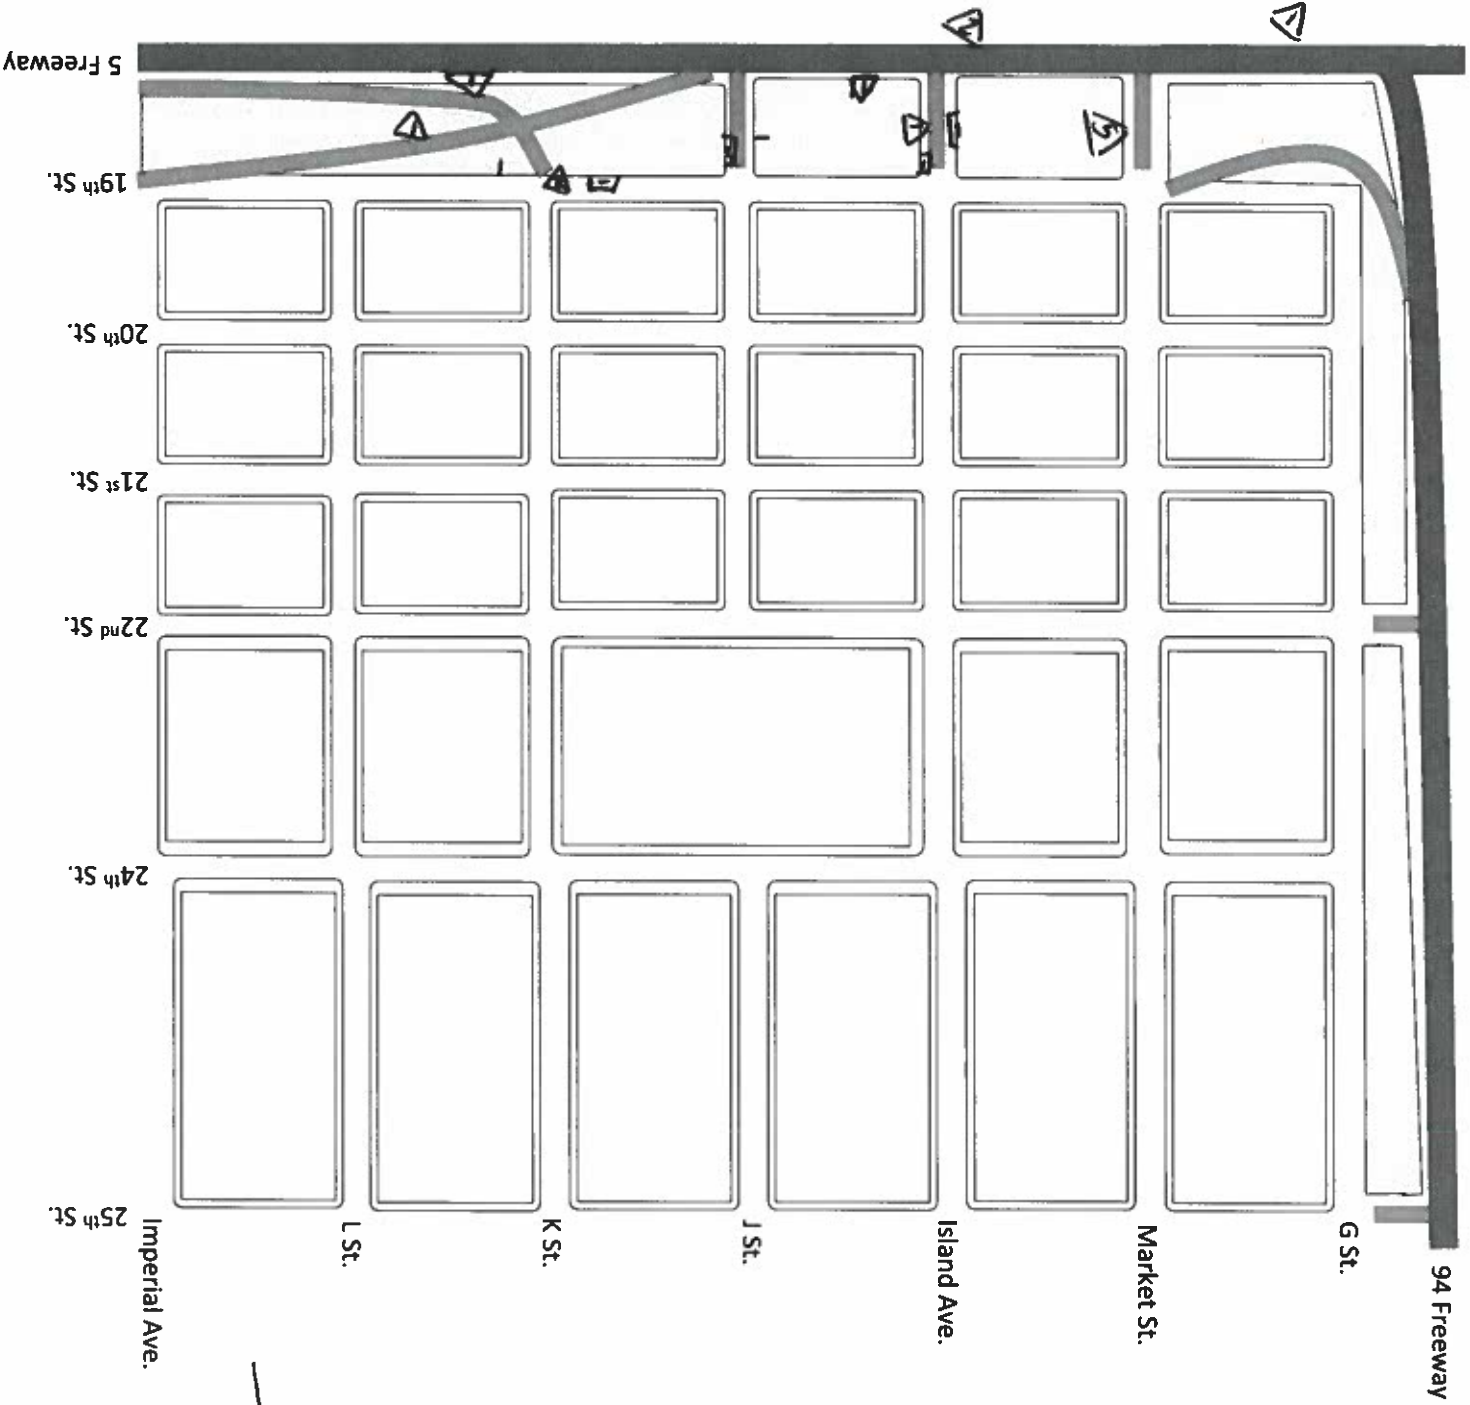 5 Freeway
19th St.
20th St.
21st St.
22nd St.
24th St.
25th St.
Imperial Ave.
L St.
K St.
J St.
Island Ave.
Market St.
G St.
94 Freeway